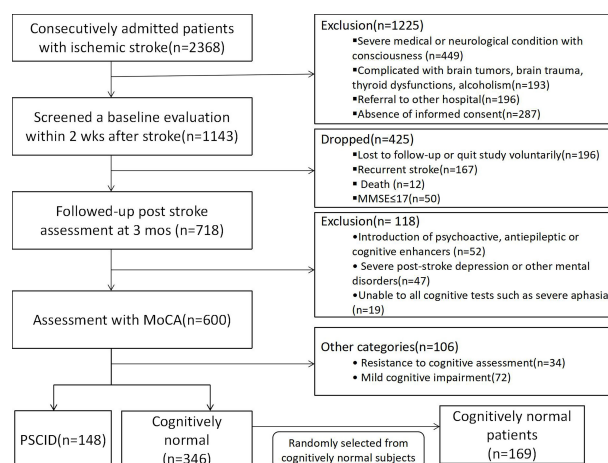 Consecutively admitted patients
with ischemic stroke(n=2368)
Exclusion(n=1225)
▪Severe medical or neurological condition with
consciousness (n=449)
▪Complicated with brain tumors, brain trauma,
thyroid dysfunctions, alcoholism(n=193)
▪Referral to other hospital(n=196)
▪Absence of informed consent(n=287)
Screened a baseline evaluation
within 2 wks after stroke(n=1143)
Dropped(n=425)
▪Lost to follow-up or quit study voluntarily(n=196)
▪Recurrent stroke(n=167)
▪ Death (n=12)
▪MMSE≤17(n=50)
Followed-up post stroke
assessment at 3 mos (n=718)
Exclusion(n= 118)
•Introduction of psychoactive, antiepileptic or
cognitive enhancers (n=52)
• Severe post-stroke depression or other mental
disorders(n=47)
•Unable to all cognitive tests such as severe aphasia
(n=19)
Assessment with MoCA(n=600)
Other categories(n=106)
• Resistance to cognitive assessment(n=34)
• Mild cognitive impairment(72)
PSCID(n=148)
Cognitively
normal
(n=346)
Randomly selected from
cognitively normal subjects
Cognitively normal
patients
(n=169)